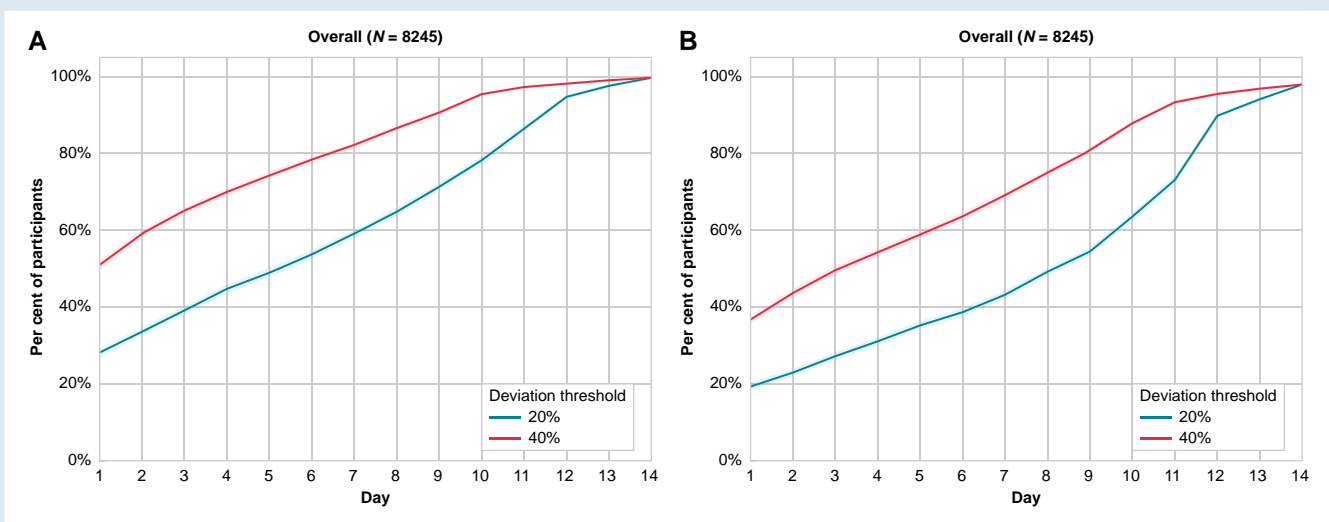 A
Overall (N = 8245)
Per cent of participants
100%
80%
60%
40%
20%
0%
Deviation threshold
20%
40%
1 2 3 4 5 6 7 8 9 10 11 12 13 14
Day
B
Overall (N = 8245)
Per cent of participants
100%
80%
60%
40%
20%
0%
Deviation threshold
20%
40%
1 2 3 4 5 6 7 8 9 10 11 12 13 14
Day